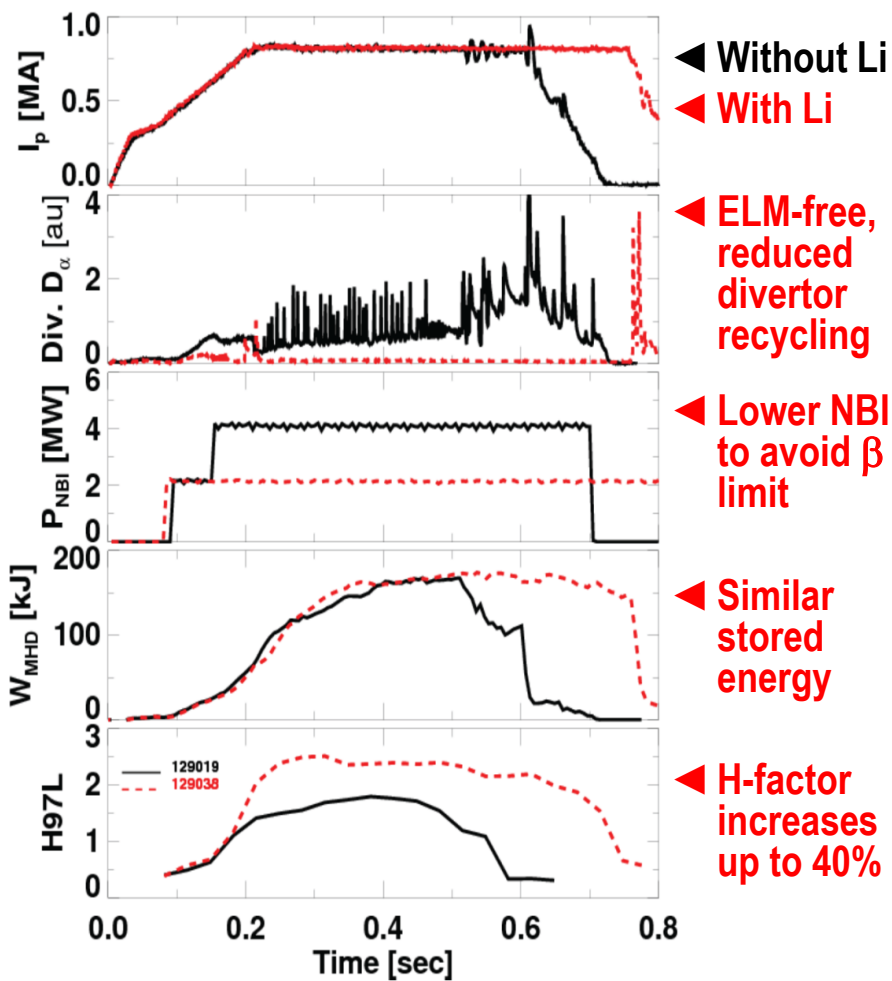 1.0
0.5
0.0
I_p [MA]
◄ Without Li
◄ With Li
4
2
0
Div. D_α [au]
◄ ELM-free,
reduced
divertor
recycling
6
4
2
0
P_NBI [MW]
◄ Lower NBI
to avoid β
limit
200
100
0
W_MHD [kJ]
◄ Similar
stored
energy
3
2
1
0
H97L
129019
129038
◄ H-factor
increases
up to 40%
0.0 0.2 0.4 0.6 0.8
Time [sec]